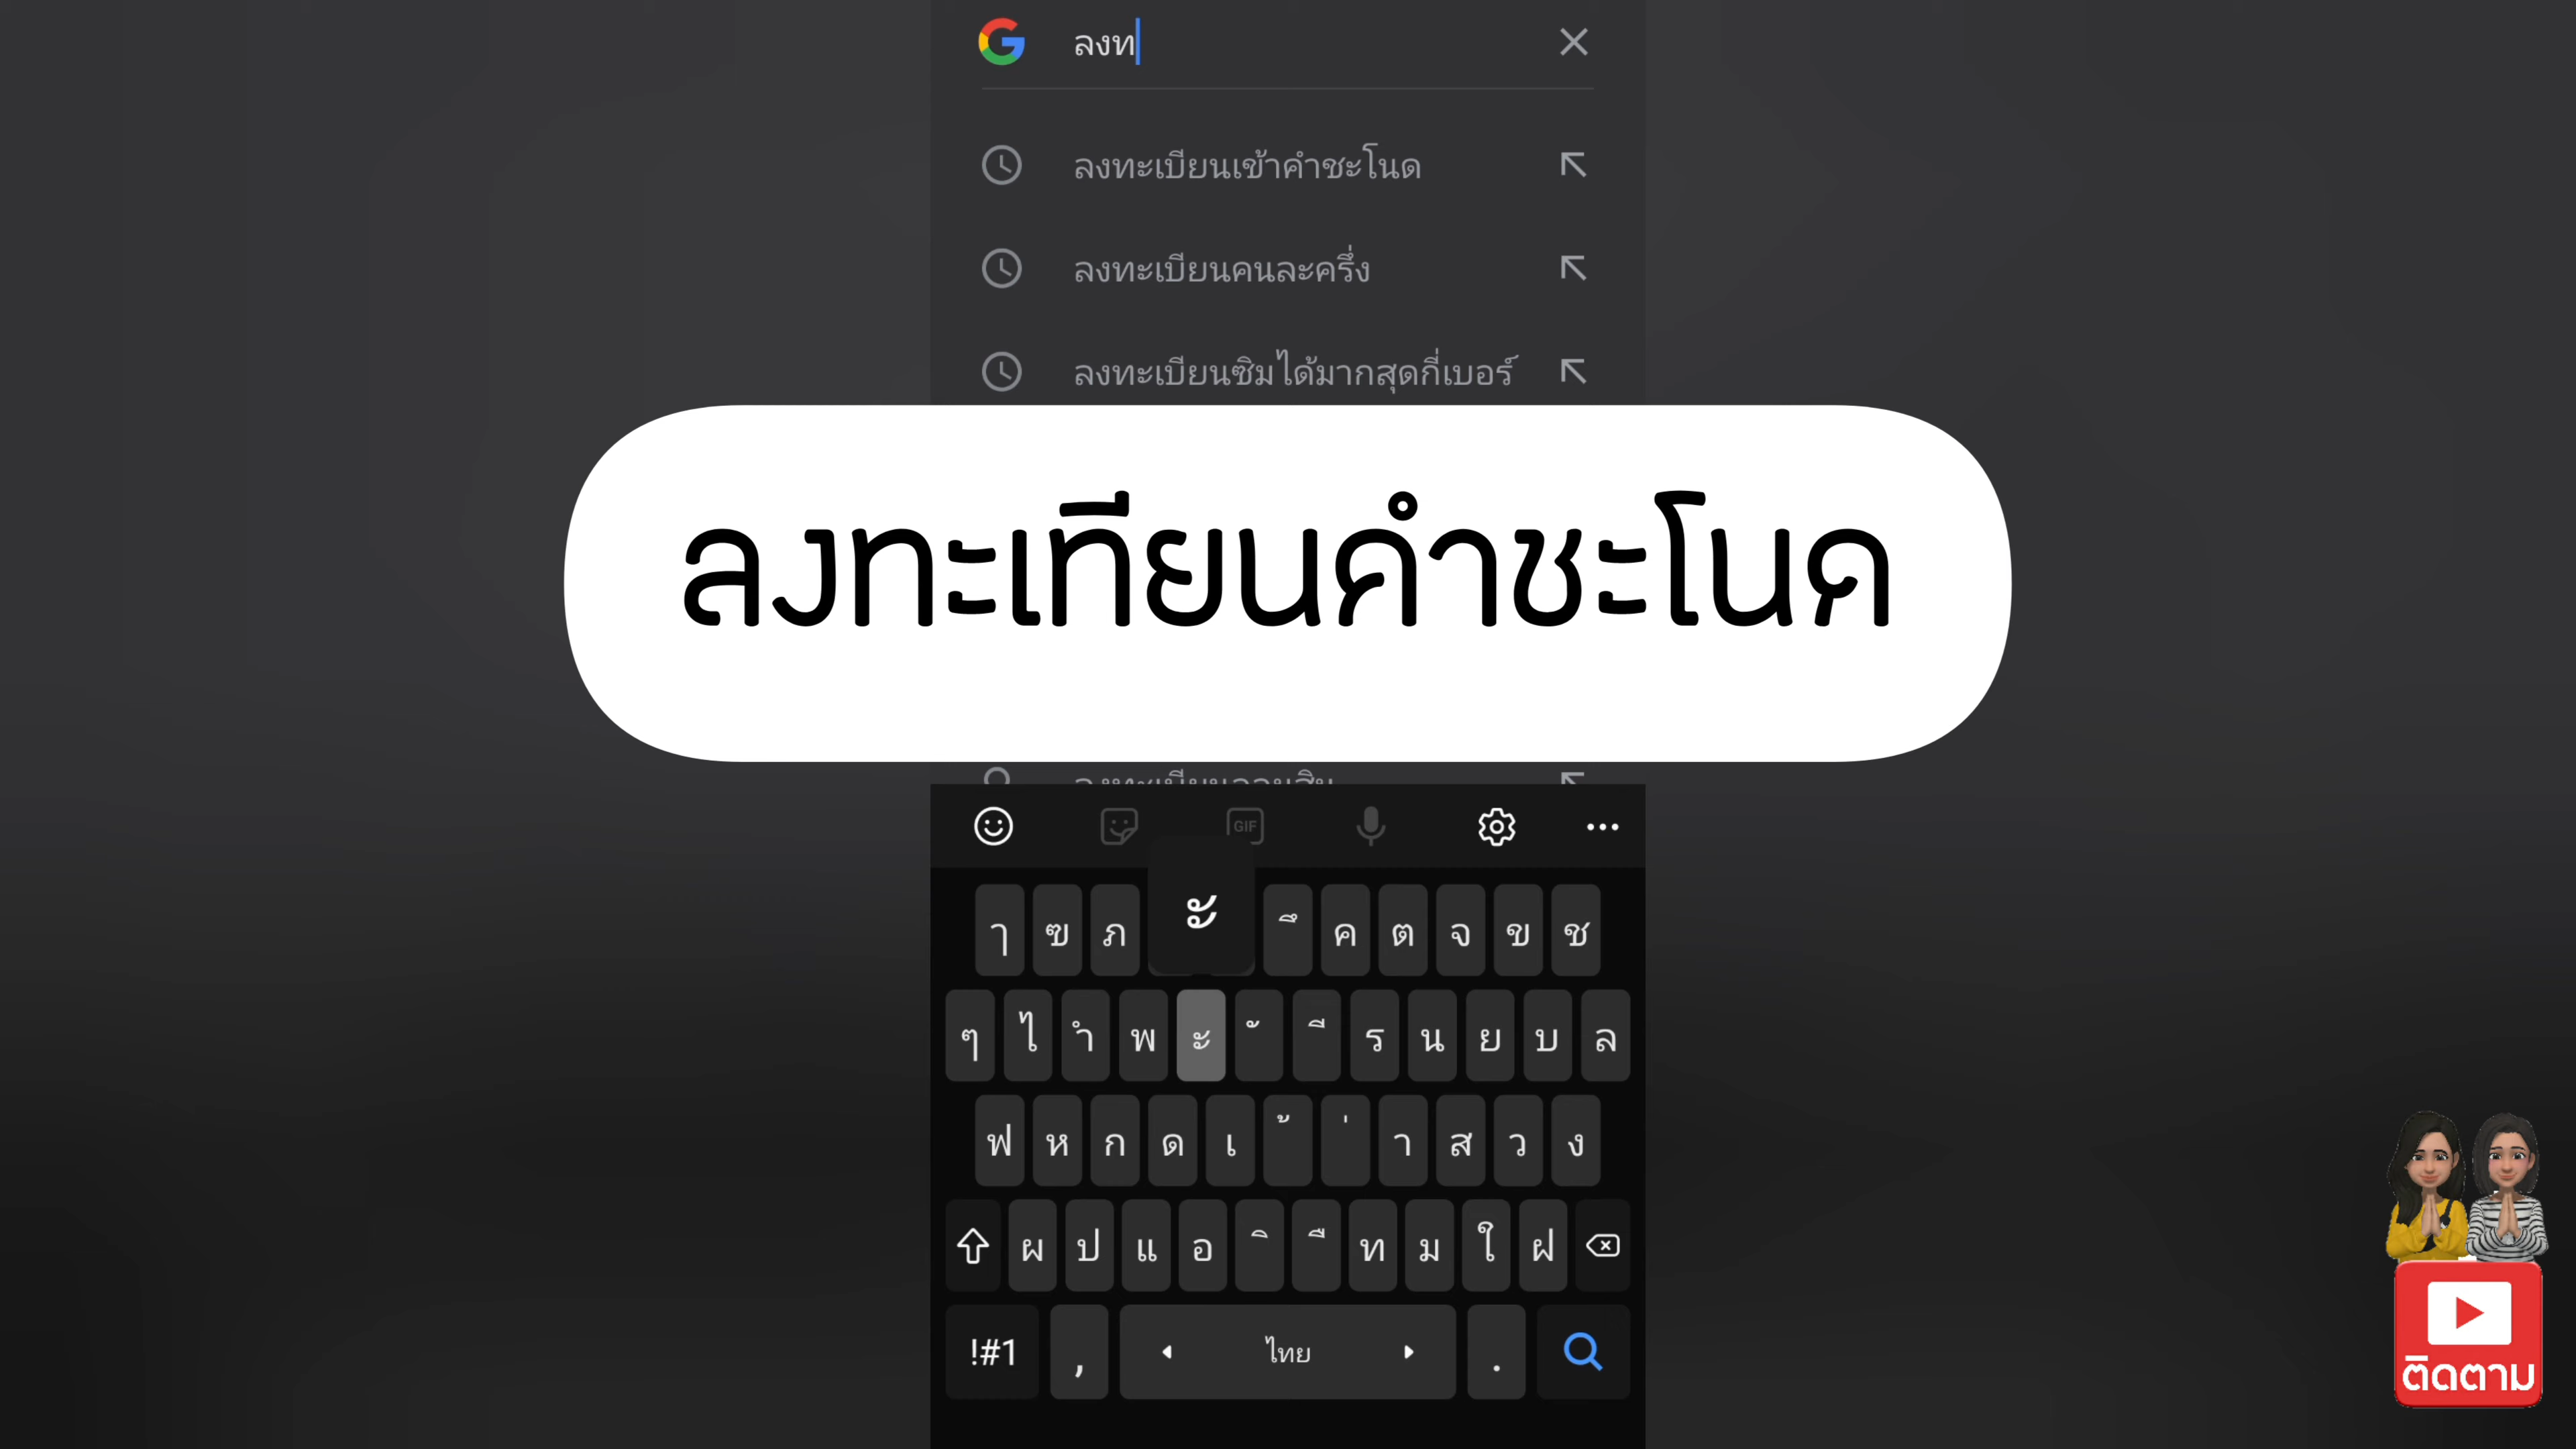 ลงท
ลงทะเบียนเข้าคำชะโนด
ลงทะเบียนคนละครึ่ง
ลงทะเบียนซิมได้มากสุดกี่เบอร์
ลงทะเทียนคำชะโนด
GIF
ะ
ๅ ฃ ภ ึ ค ต จ ข ช
ๆ ไ ำ พ ะ ั ี ร น ย บ ล
ฟ ห ก ด เ ้ ่ า ส ว ง
ผ ป แ อ ิ ื ท ม ใ ฝ
!#1 , ไทย .
ติดตาม